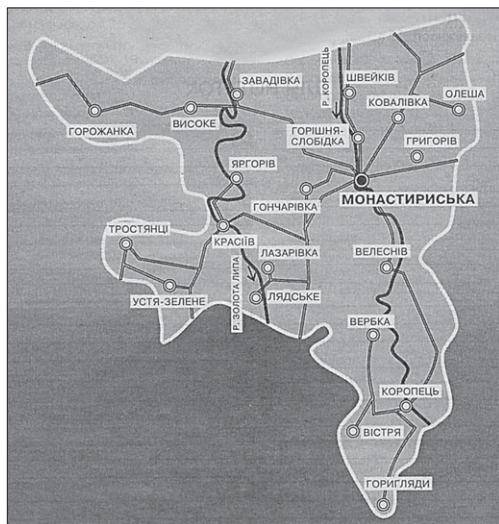 ЗАВАДІВКА
Р. КОРОПЕЦЬ
ШВЕЙКІВ
КОВАЛІВКА
ОЛЕША
ГОРОЖАНКА
ВИСОКЕ
ГОРІШНЯ-
СЛОБІДКА
ГРИГОРІВ
ЯРГОРІВ
МОНАСТИРИСЬКА
ГОНЧАРІВКА
ТРОСТЯНЦІ
КРАСІЇВ
ЛАЗАРІВКА
ВЕЛЕСНІВ
УСТЯ-ЗЕЛЕНЕ
Р. ЗОЛОТА ЛИПА
ЛЯДСЬКЕ
ВЕРБКА
КОРОПЕЦЬ
ВІСТРЯ
ГОРИГЛЯДИ